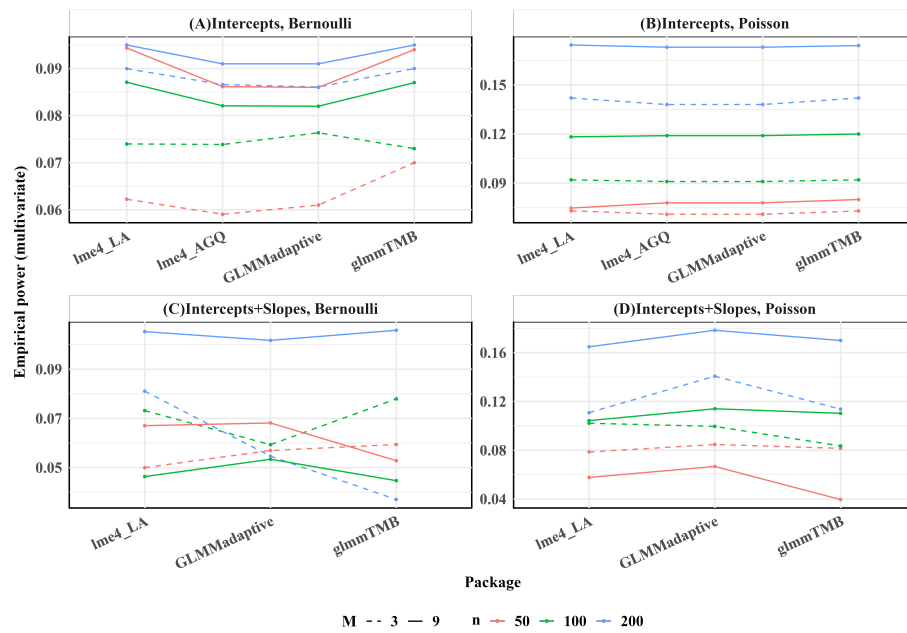 (A)Intercepts, Bernoulli
(B)Intercepts, Poisson
0.09
0.08
0.07
0.06
0.15
0.12
0.09
lme4_LA
lme4_AGQ
GLMMadaptive
glmmTMB
lme4_LA
lme4_AGQ
GLMMadaptive
glmmTMB
Empirical power (multivariate)
(C)Intercepts+Slopes, Bernoulli
(D)Intercepts+Slopes, Poisson
0.09
0.07
0.05
0.16
0.12
0.08
0.04
lme4_LA
GLMMadaptive
glmmTMB
lme4_LA
GLMMadaptive
glmmTMB
Package
M 3 9 n 50 100 200